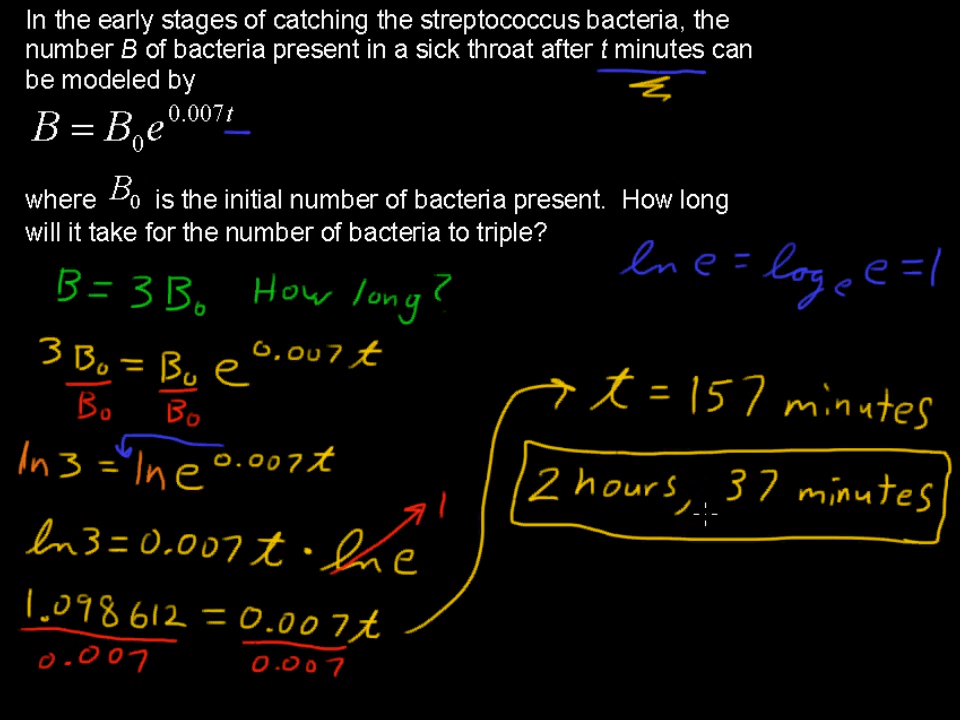 In the early stages of catching the streptococcus bacteria, the
number B of bacteria present in a sick throat after t minutes can
be modeled by
B = B₀e^0.007t
where B₀ is the initial number of bacteria present. How long
will it take for the number of bacteria to triple?
ln e = logₑ e = 1
B = 3B₀ How long?
3B₀ = B₀ e^0.007t
B₀ B₀
ln 3 = ln e^0.007t
ln 3 = 0.007t · ln e 1
1.098612 = 0.007t
0.007 0.007
t = 157 minutes
2 hours, 37 minutes